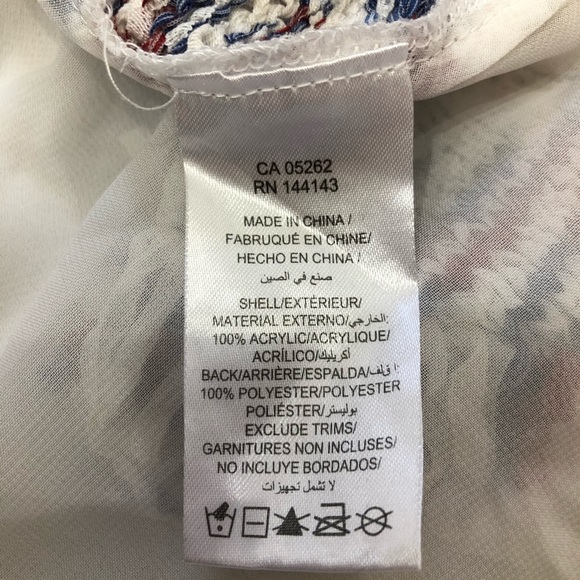 CA 05262
RN 144143
MADE IN CHINA /
FABRUQUÉ EN CHINE/
HECHO EN CHINA /
صنع في الصين
SHELL/EXTÉRIEUR/
MATERIAL EXTERNO/الخارجي:
100% ACRYLIC/ACRYLIQUE/
ACRÍLICO/أكريليك
BACK/ARRIÈRE/ESPALDA/
100% POLYESTER/POLYESTER
POLIÉSTER/بوليستر
EXCLUDE TRIMS/
GARNITURES NON INCLUSES/
NO INCLUYE BORDADOS/
لا تشمل تجهيزات